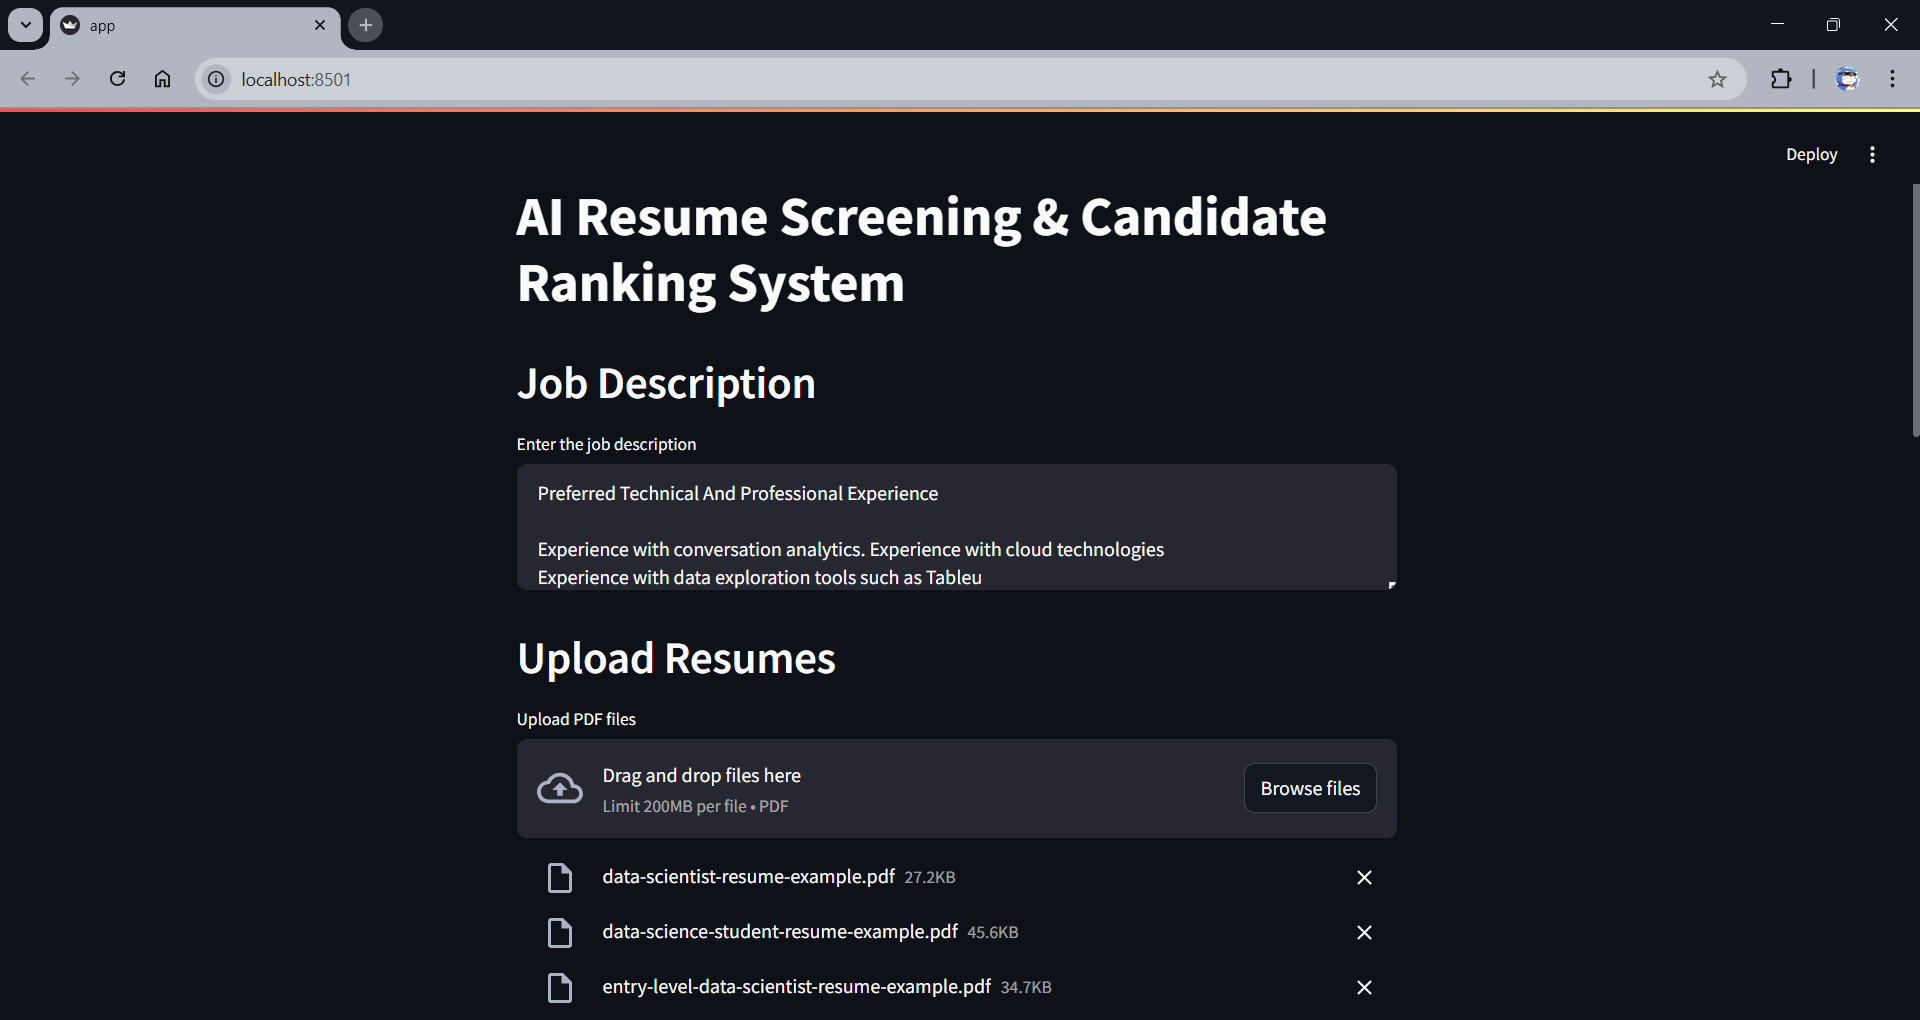 app
localhost:8501
Deploy
AI Resume Screening & Candidate
Ranking System
Job Description
Enter the job description
Preferred Technical And Professional Experience
Experience with conversation analytics. Experience with cloud technologies
Experience with data exploration tools such as Tableu
Upload Resumes
Upload PDF files
Drag and drop files here
Limit 200MB per file • PDF
Browse files
data-scientist-resume-example.pdf 27.2KB
data-science-student-resume-example.pdf 45.6KB
entry-level-data-scientist-resume-example.pdf 34.7KB